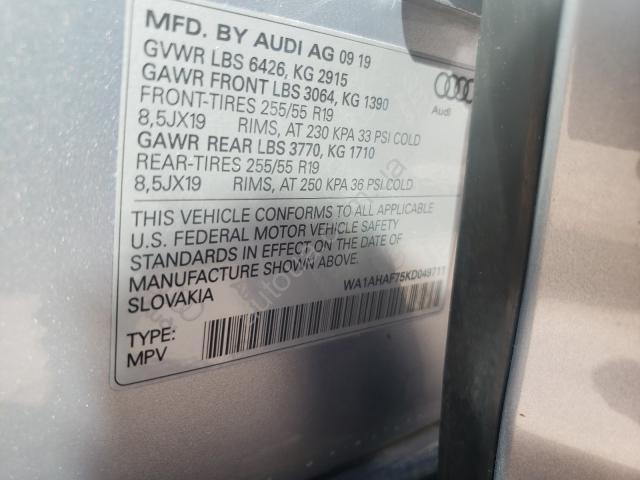 MFD. BY AUDI AG 09 19
GVWR LBS 6426, KG 2915
GAWR FRONT LBS 3064, KG 1390
FRONT-TIRES 255/55 R19
8,5JX19 RIMS, AT 230 KPA 33 PSI COLD
GAWR REAR LBS 3770, KG 1710
REAR-TIRES 255/55 R19
8,5JX19 RIMS, AT 250 KPA 36 PSI COLD
Audi
THIS VEHICLE CONFORMS TO ALL APPLICABLE
U.S. FEDERAL MOTOR VEHICLE SAFETY
STANDARDS IN EFFECT ON THE DATE OF
MANUFACTURE SHOWN ABOVE.
SLOVAKIA
WA1AHAF75KD049711
TYPE:
MPV